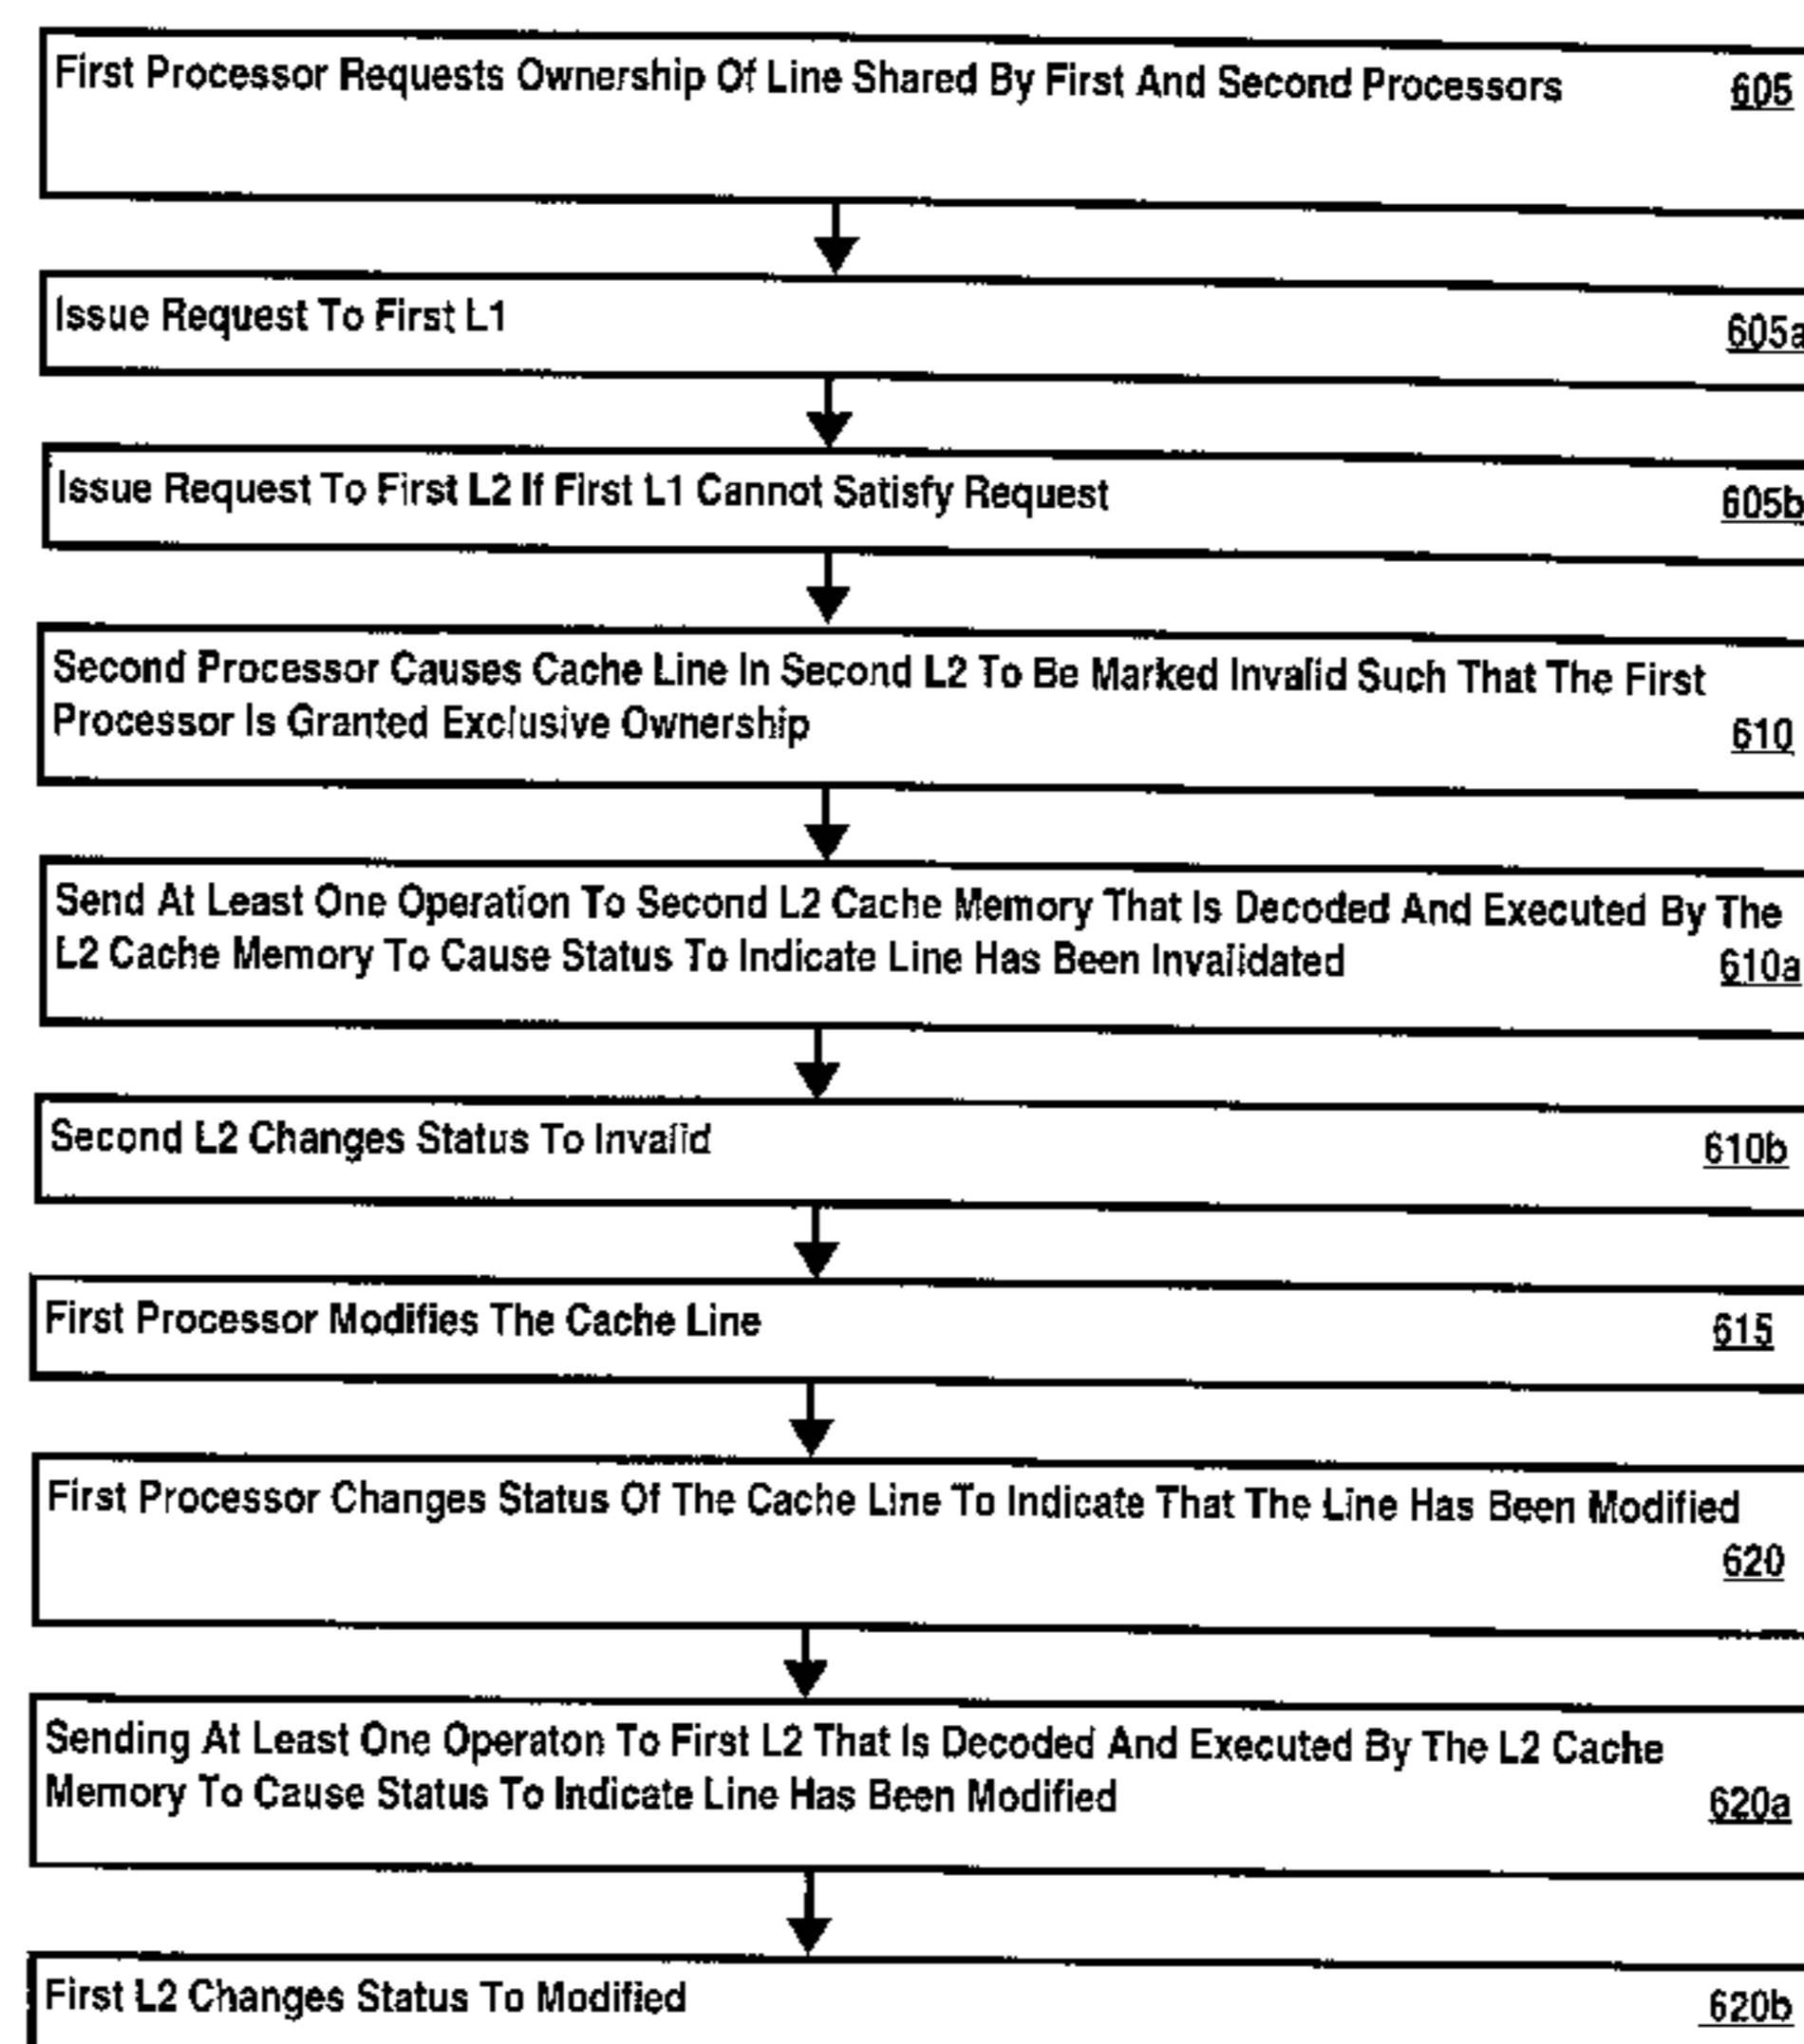 First Processor Requests Ownership Of Line Shared By First And Second Processors 605
Issue Request To First L1 605a
Issue Request To First L2 If First L1 Cannot Satisfy Request 605b
Second Processor Causes Cache Line In Second L2 To Be Marked Invalid Such That The First
Processor Is Granted Exclusive Ownership 610
Send At Least One Operation To Second L2 Cache Memory That Is Decoded And Executed By The
L2 Cache Memory To Cause Status To Indicate Line Has Been Invalidated 610a
Second L2 Changes Status To Invalid 610b
First Processor Modifies The Cache Line 615
First Processor Changes Status Of The Cache Line To Indicate That The Line Has Been Modified
620
Sending At Least One Operaton To First L2 That Is Decoded And Executed By The L2 Cache
Memory To Cause Status To Indicate Line Has Been Modified 620a
First L2 Changes Status To Modified 620b